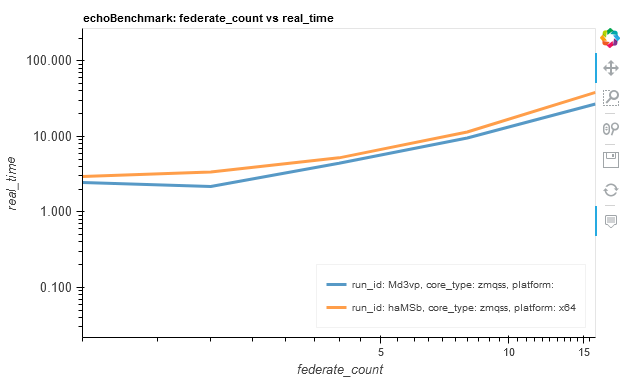 echoBenchmark: federate_count vs real_time
100.000
10.000
1.000
0.100
real_time
5
10
15
federate_count
run_id: Md3vp, core_type: zmqss, platform:
run_id: haMSb, core_type: zmqss, platform: x64